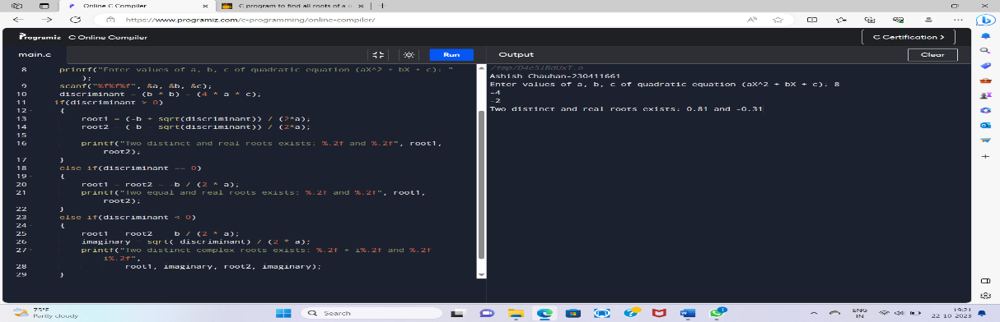 Online C Compiler
C program to find all roots of a q
https://www.programiz.com/c-programming/online-compiler/
Programiz C Online Compiler
C Certification >
main.c
Run
Output
Clear
8 printf("Enter values of a, b, c of quadratic equation (aX^2 + bX + c): "
);
9 scanf("%f%f%f", &a, &b, &c);
10 discriminant = (b * b) - (4 * a * c);
11 if(discriminant > 0)
12 {
13 root1 = (-b + sqrt(discriminant)) / (2*a);
14 root2 = (-b - sqrt(discriminant)) / (2*a);
15
16 printf("Two distinct and real roots exists: %.2f and %.2f", root1,
root2);
17 }
18 else if(discriminant == 0)
19 {
20 root1 = root2 = -b / (2 * a);
21 printf("Two equal and real roots exists: %.2f and %.2f", root1,
root2);
22 }
23 else if(discriminant < 0)
24 {
25 root1 root2 b / (2 * a);
26 imaginary sqrt( discriminant) / (2 * a);
27 printf("Two distinct complex roots exists: %.2f + i%.2f and %.2f
i%.2f",
28 root1, imaginary, root2, imaginary);
29 }
Ashish Chauhan-230411661
Enter values of a, b, c of quadratic equation (aX^2 + bX + c): 8
-4
-2
Two distinct and real roots exists: 0.81 and -0.31
75°F
Partly cloudy
Search
ENG
IN
19:21
22-10-2023